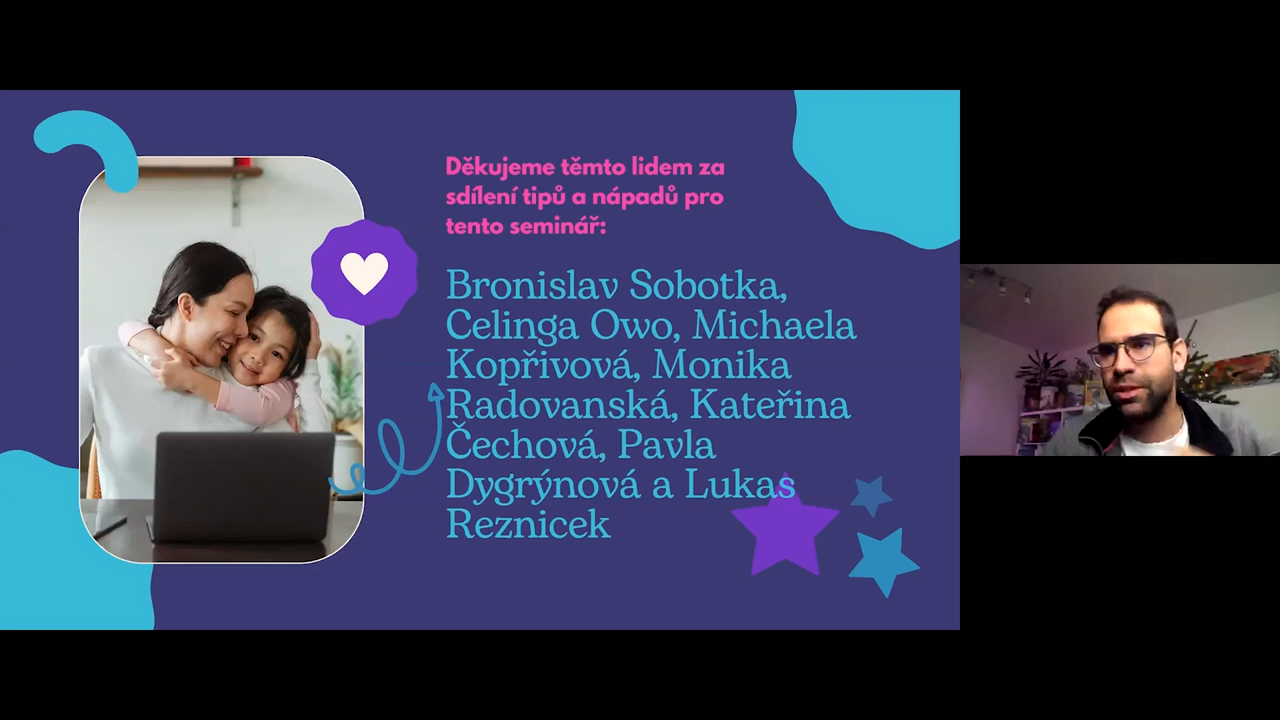 Děkujeme těmto lidem za
sdílení tipů a nápadů pro
tento seminář:
Bronislav Sobotka,
Celinga Owo, Michaela
Kopřivová, Monika
Radovanská, Kateřina
Čechová, Pavla
Dygrýnová a Lukas
Reznicek